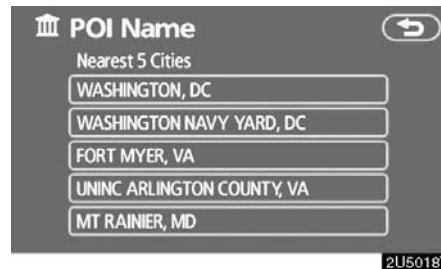 POI Name
Nearest 5 Cities
WASHINGTON, DC
WASHINGTON NAVY YARD, DC
FORT MYER, VA
UNINC ARLINGTON COUNTY, VA
MT RAINIER, MD
2U5018